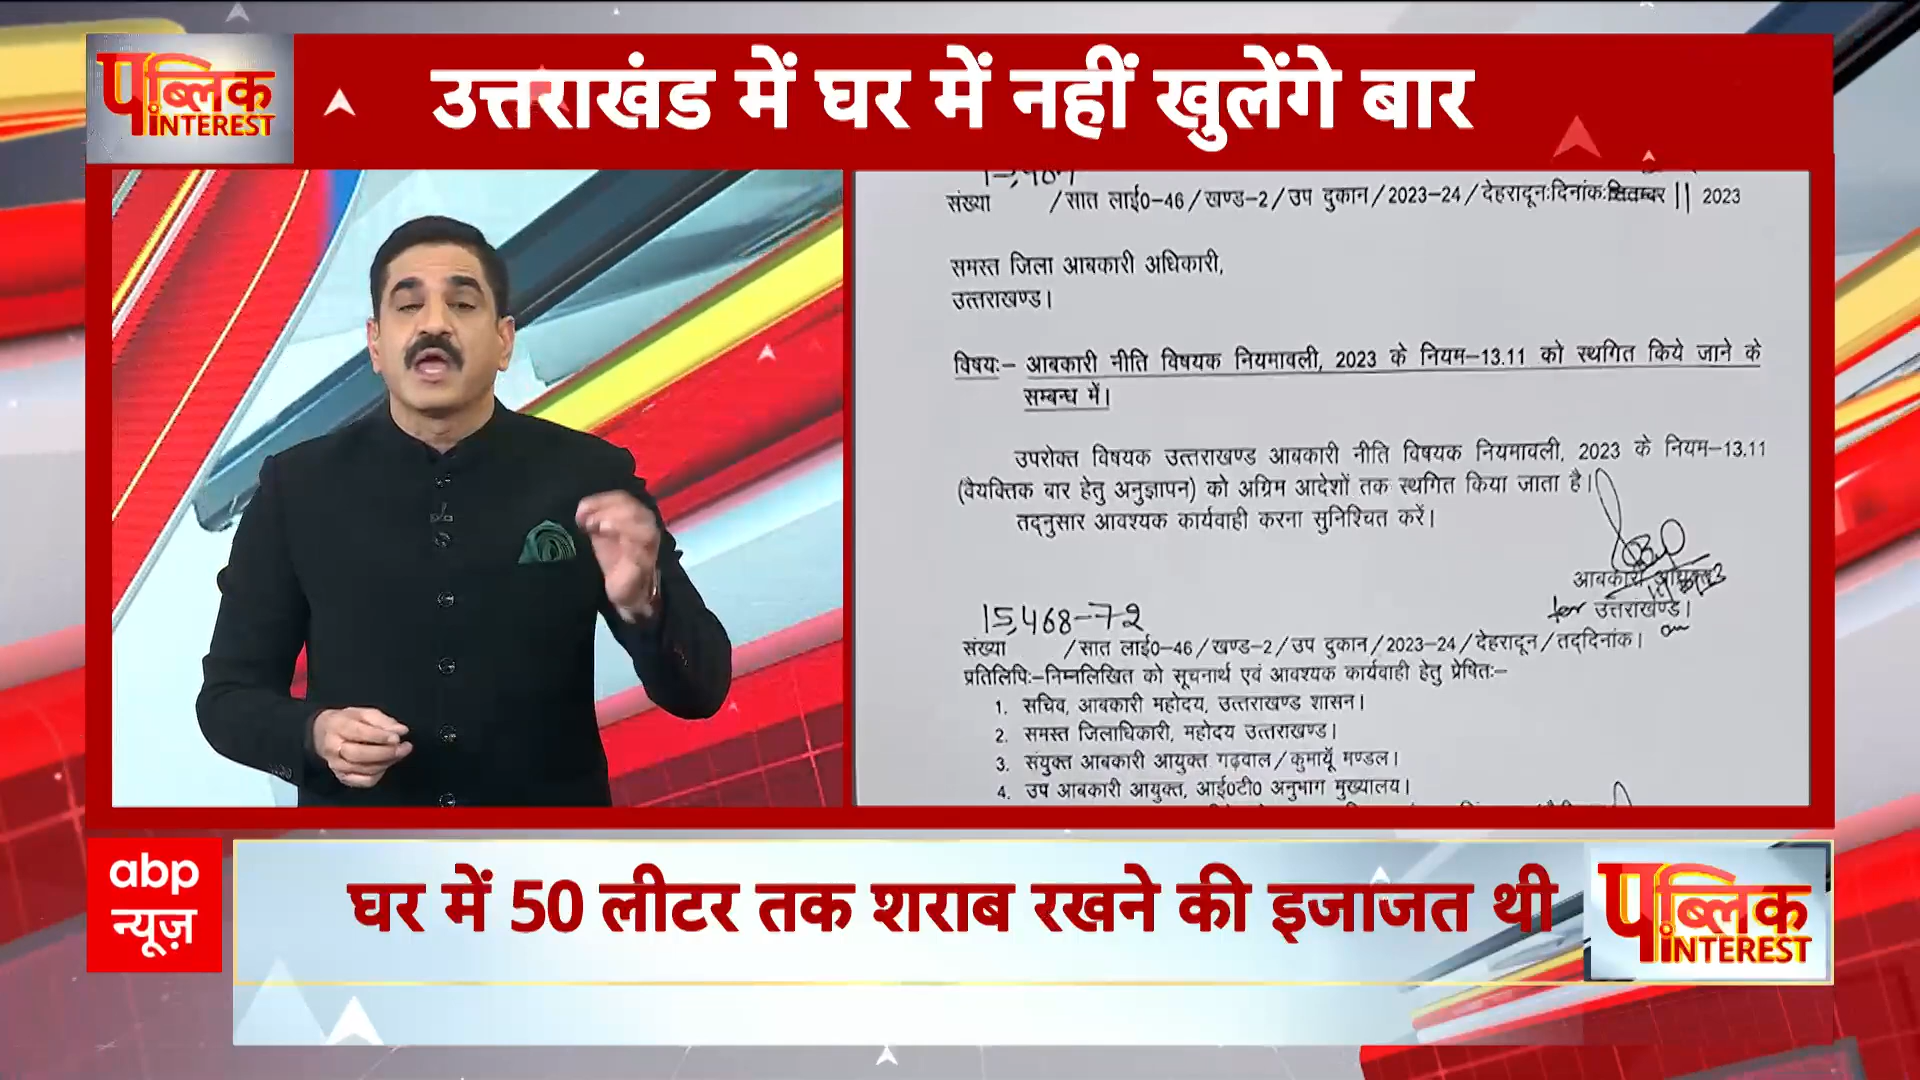 पब्लिक
INTEREST
उत्तराखंड में घर में नहीं खुलेंगे बार
संख्या /सात लाई0-46/खण्ड-2/उप दुकान/2023-24/देहरादूनःदिनांकः 11 2023
समस्त जिला आबकारी अधिकारी,
उत्तराखण्ड।
विषयः- आबकारी नीति विषयक नियमावली, 2023 के नियम-13.11 को स्थगित किये जाने के
सम्बन्ध में।
उपरोक्त विषयक उत्तराखण्ड आबकारी नीति विषयक नियमावली, 2023 के नियम-13.11
(वैयक्तिक बार हेतु अनुज्ञापन) को अग्रिम आदेशों तक स्थगित किया जाता है।
तद्नुसार आवश्यक कार्यवाही करना सुनिश्चित करें।
आबकारी आयुक्त
for उत्तराखण्ड।
15,468-72
संख्या /सात लाई0-46/खण्ड-2/उप दुकान/2023-24/देहरादून/तद्दिनांक।
प्रतिलिपिः-निम्नलिखित को सूचनार्थ एवं आवश्यक कार्यवाही हेतु प्रेषितः-
1. सचिव, आबकारी महोदय, उत्तराखण्ड शासन।
2. समस्त जिलाधिकारी, महोदय उत्तराखण्ड।
3. संयुक्त आबकारी आयुक्त गढ़वाल/कुमायूँ मण्डल।
4. उप आबकारी आयुक्त, आई0टी0 अनुभाग मुख्यालय।
abp
न्यूज़
घर में 50 लीटर तक शराब रखने की इजाजत थी
पब्लिक
INTEREST